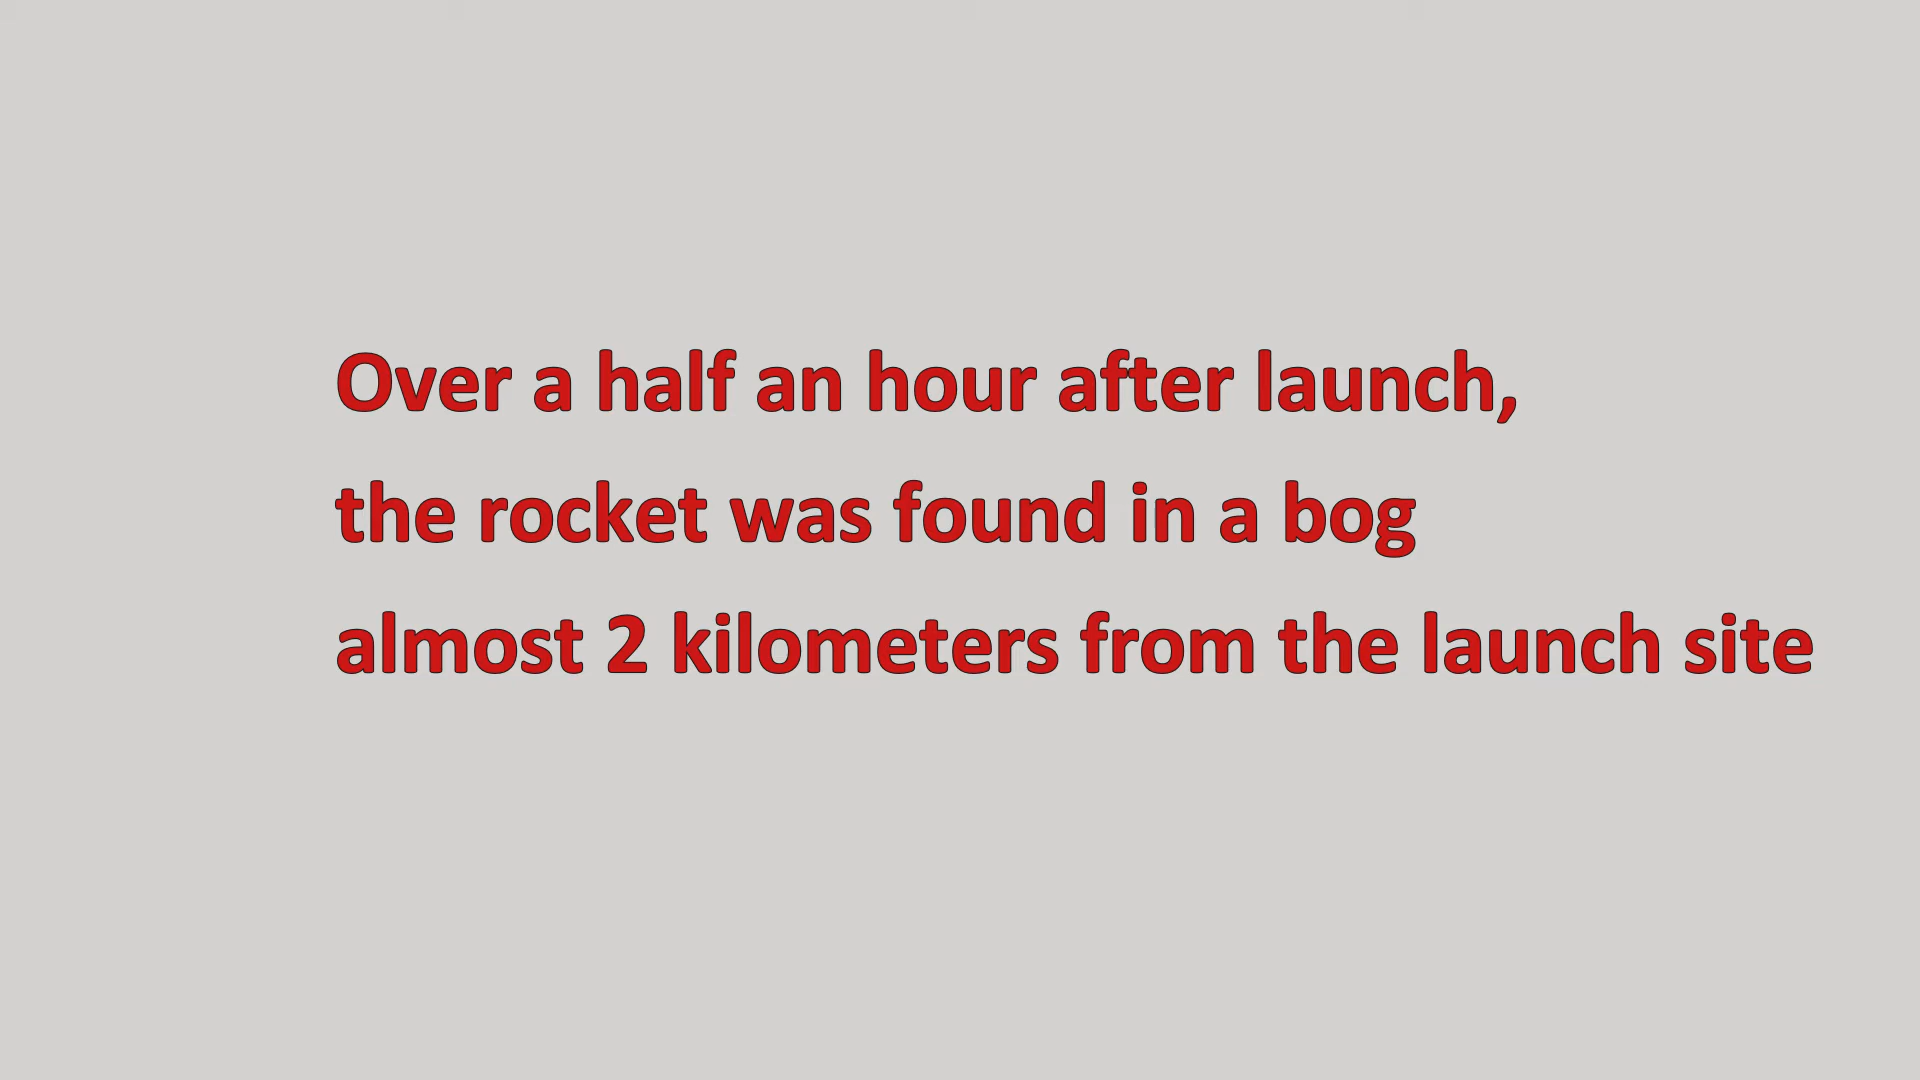 Over a half an hour after launch,
the rocket was found in a bog
almost 2 kilometers from the launch site